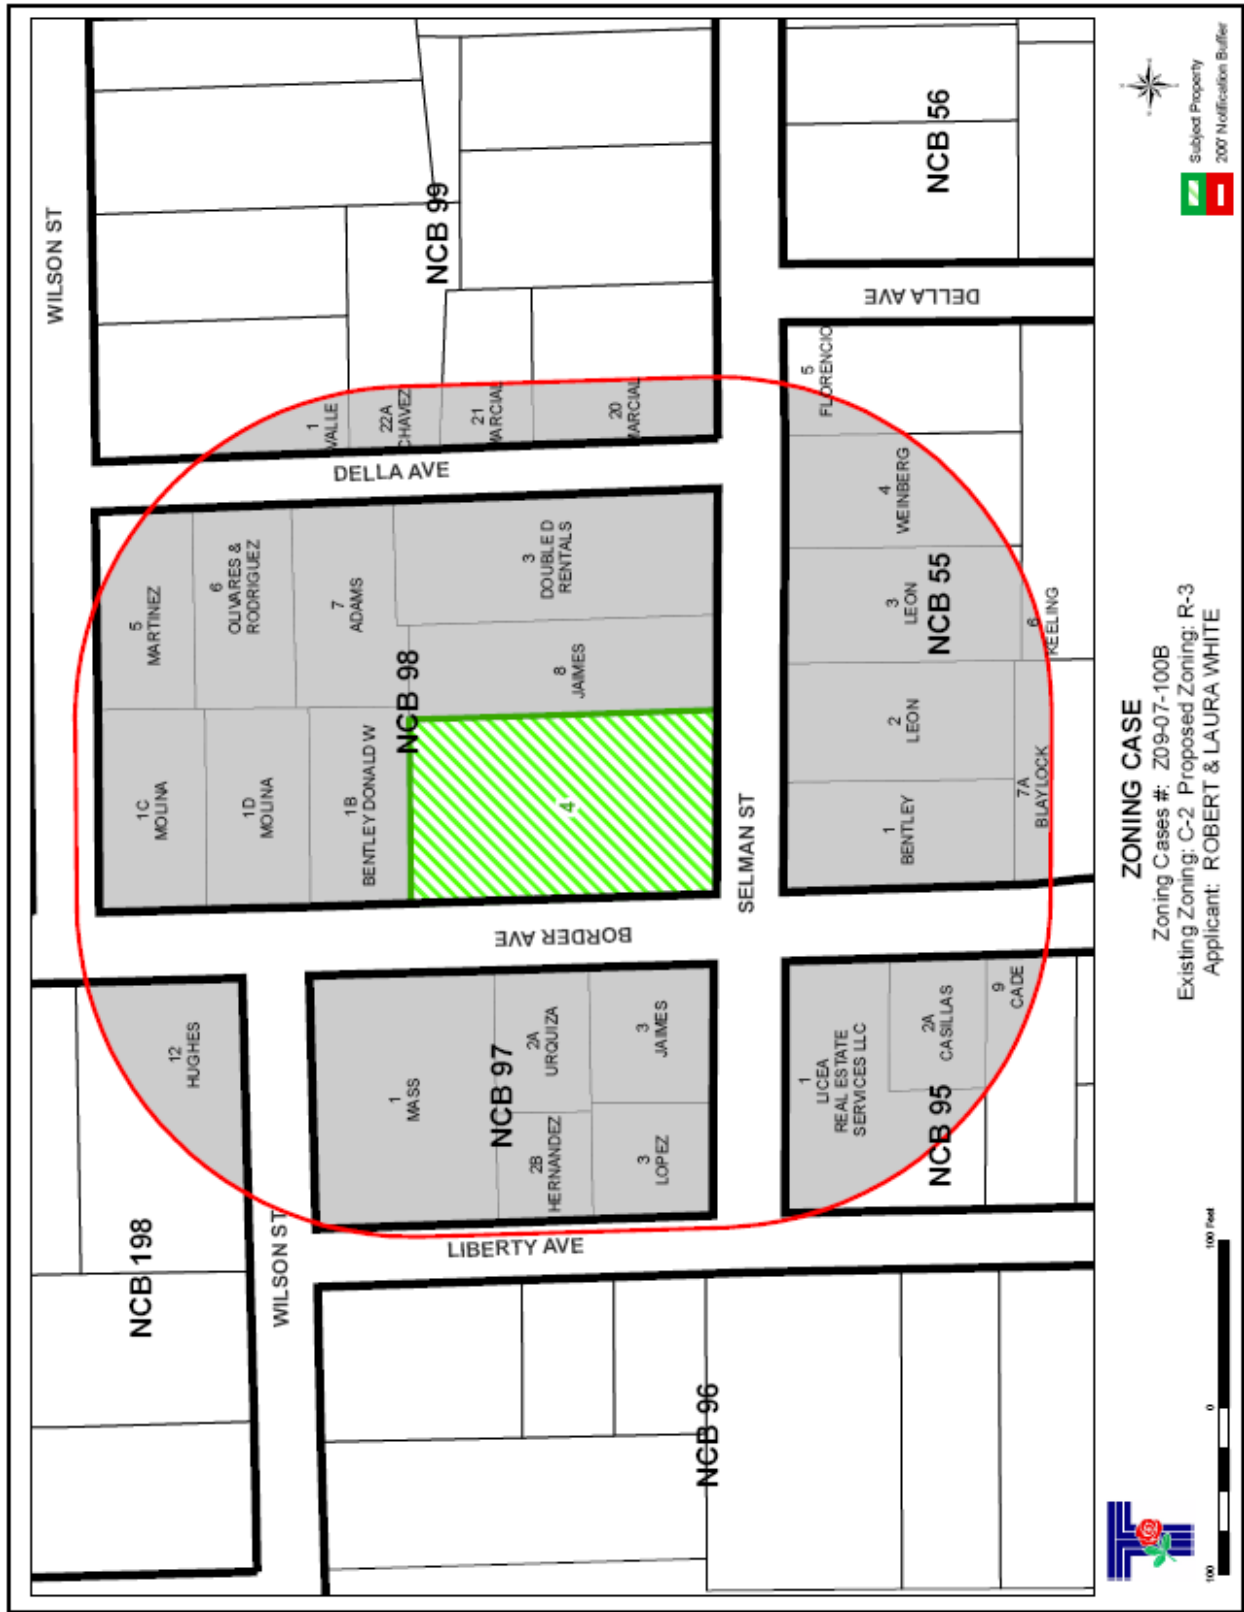 WILSON ST
NCB 99
NCB 56
DELLA AVE
DELLA AVE
1
VALLE
22A
CHAVEZ
21
MARCIAL
20
MARCIAL
5
FLORENCIO
4
WEINBERG
3
LEON
NCB 55
6
KEELING
2
LEON
1
BENTLEY
7A
BLAYLOCK
5
MARTINEZ
6
OLIVARES &
RODRIGUEZ
7
ADAMS
3
DOUBLE D
RENTALS
8
JAIMES
NCB 98
1C
MOLINA
1D
MOLINA
1B
BENTLEY DONALD W
4
SELMAN ST
BORDER AVE
12
HUGHES
1
MASS
NCB 97
2A
URQUIZA
3
JAIMES
2B
HERNANDEZ
3
LOPEZ
1
LICEA
REAL ESTATE
SERVICES LLC
2A
CASILLAS
9
CADE
NCB 95
LIBERTY AVE
WILSON ST
NCB 198
NCB 96
ZONING CASE
Zoning Cases #: Z09-07-100B
Existing Zoning: C-2 Proposed Zoning: R-3
Applicant: ROBERT & LAURA WHITE
Subject Property
200' Notification Buffer
100 0 100 Feet